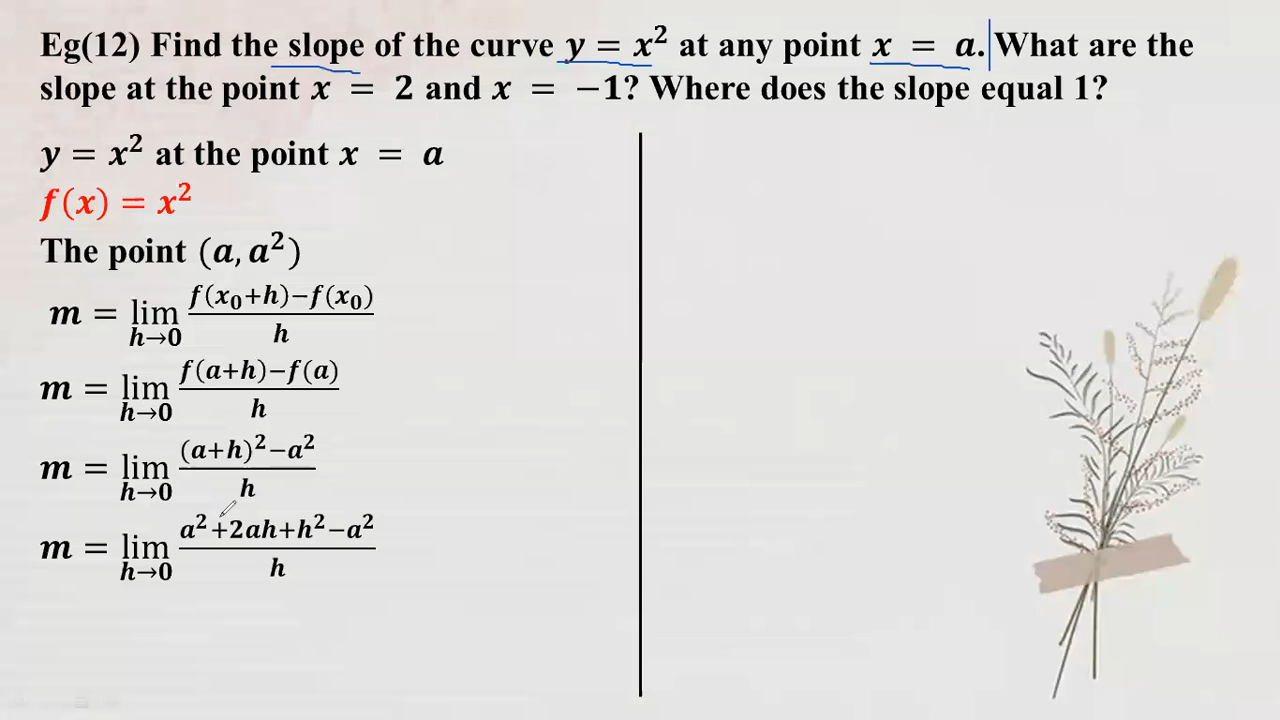 Eg(12) Find the slope of the curve y = x² at any point x = a. What are the
slope at the point x = 2 and x = −1? Where does the slope equal 1?
y = x² at the point x = a
f(x) = x²
The point (a, a²)
m = lim h→0 f(x₀+h)−f(x₀) / h
m = lim h→0 f(a+h)−f(a) / h
m = lim h→0 (a+h)²−a² / h
m = lim h→0 a²+2ah+h²−a² / h